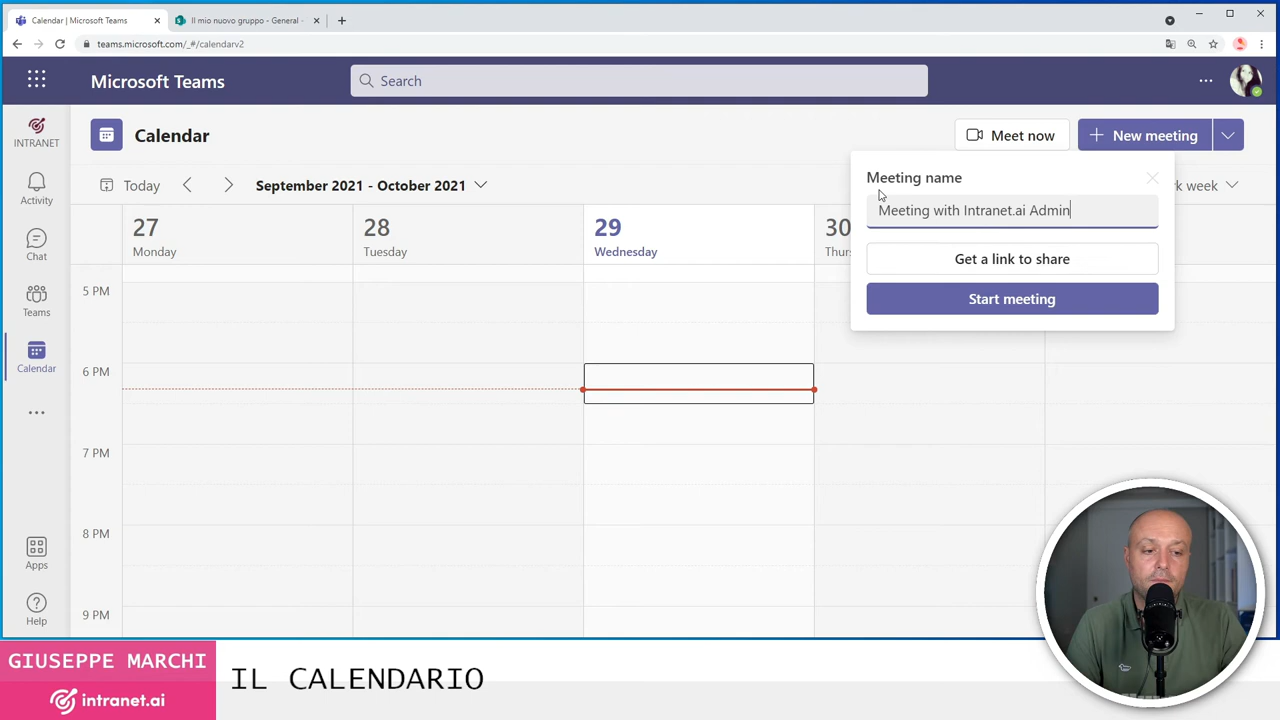 Calendar | Microsoft Teams
Il mio nuovo gruppo - General -
teams.microsoft.com/_#/calendarv2
Microsoft Teams
Search
INTRANET
Activity
Chat
Teams
Calendar
Apps
Help
Calendar
Meet now
New meeting
Today
September 2021 - October 2021
rk week
Meeting name
Meeting with Intranet.ai Admin
Get a link to share
Start meeting
27
Monday
28
Tuesday
29
Wednesday
30
Thurs
5 PM
6 PM
7 PM
8 PM
9 PM
GIUSEPPE MARCHI
intranet.ai
IL CALENDARIO